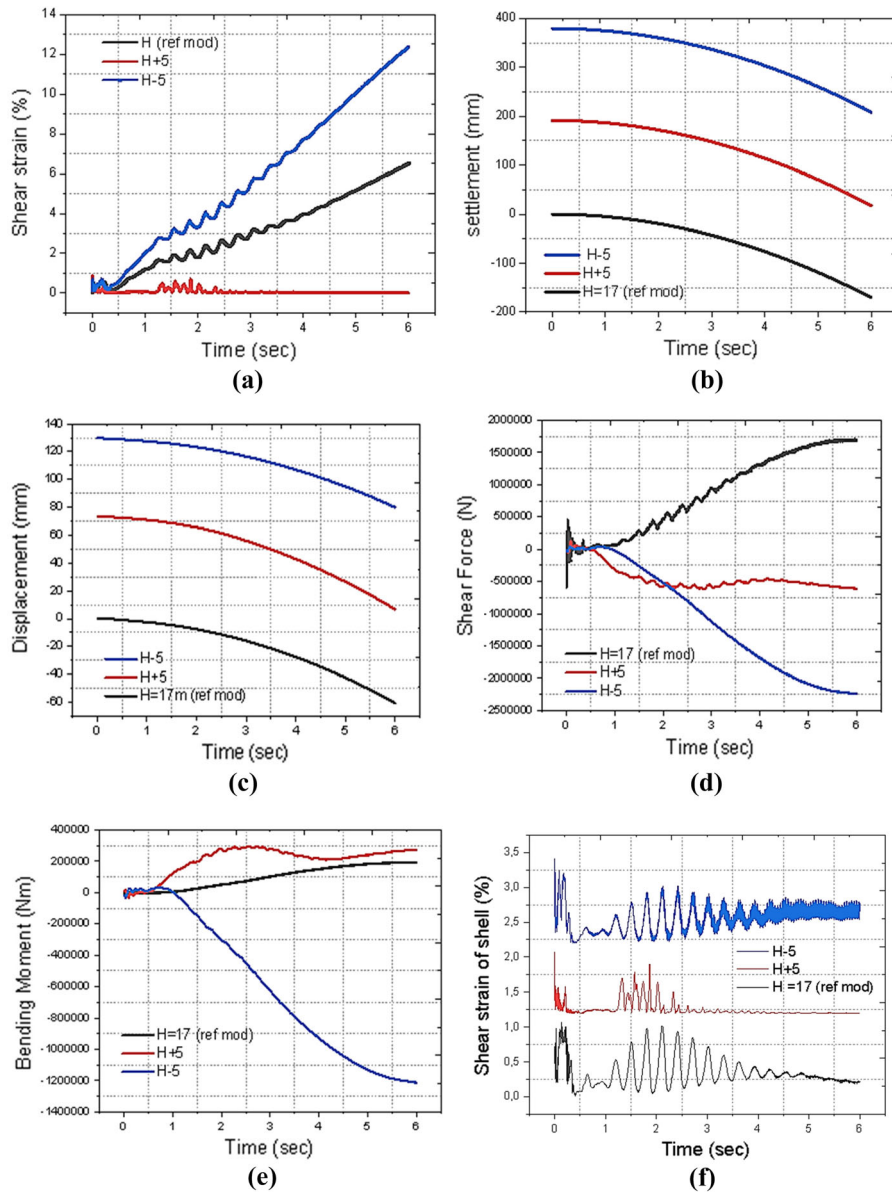 14
12
10
8
6
4
2
0
Shear strain (%)
H (ref mod)
H+5
H-5
0 1 2 3 4 5 6
Time (sec)
(a)
400
300
200
100
0
-100
-200
settlement (mm)
H-5
H+5
H=17 (ref mod)
0 1 2 3 4 5 6
Time (sec)
(b)
140
120
100
80
60
40
20
0
-20
-40
-60
Displacement (mm)
H-5
H+5
H=17m (ref mod)
0 1 2 3 4 5 6
Time (sec)
(c)
2000000
1500000
1000000
500000
0
-500000
-1000000
-1500000
-2000000
-2500000
Shear Force (N)
H=17 (ref mod)
H+5
H-5
0 1 2 3 4 5 6
Time (sec)
(d)
400000
200000
0
-200000
-400000
-600000
-800000
-1000000
-1200000
-1400000
Bending Moment (Nm)
H=17 (ref mod)
H+5
H-5
0 1 2 3 4 5 6
Time (sec)
(e)
3,5
3,0
2,5
2,0
1,5
1,0
0,5
0,0
Shear strain of shell (%)
H-5
H+5
H =17 (ref mod)
0 1 2 3 4 5 6
Time (sec)
(f)